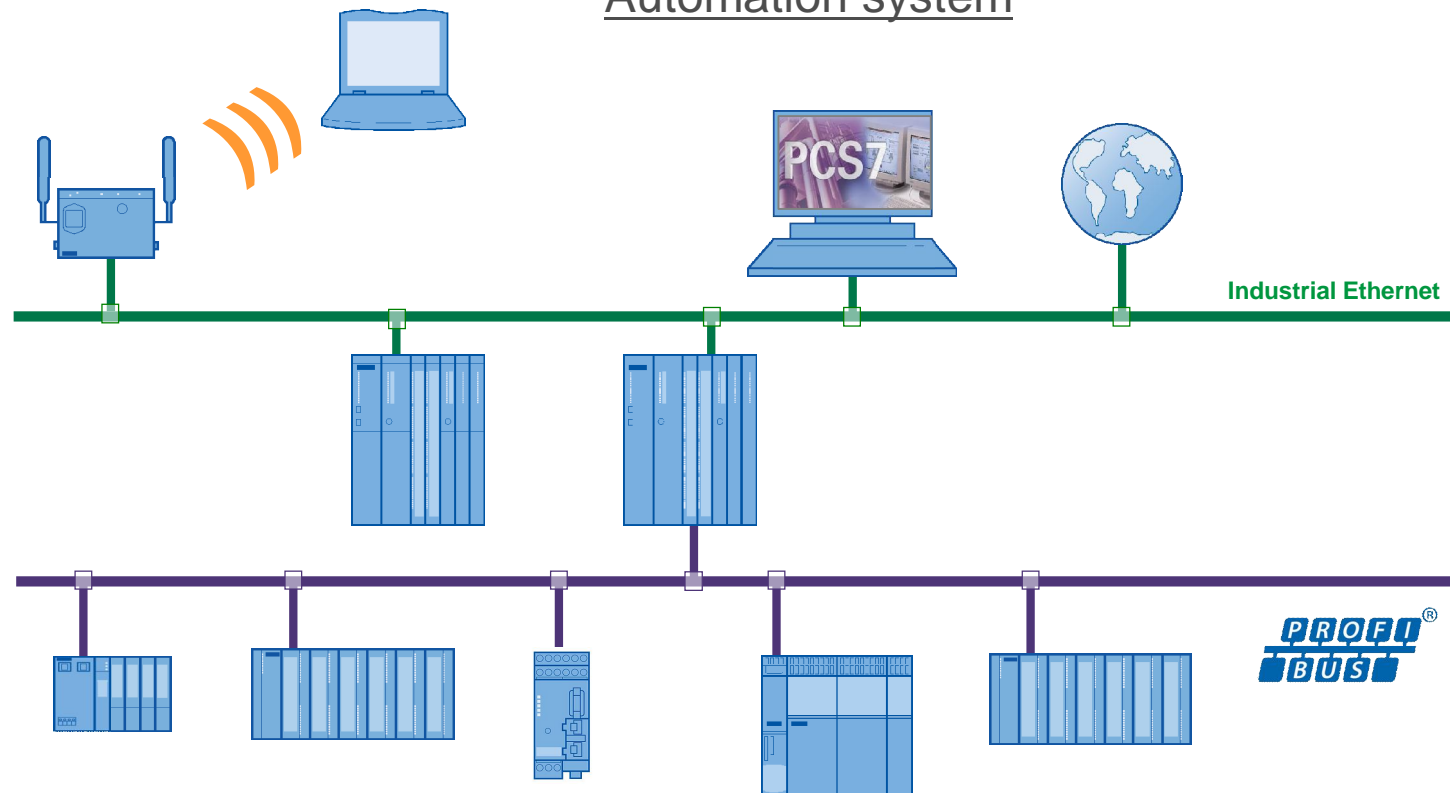 Automation system
PCS7
Industrial Ethernet
PROFI®
BUS